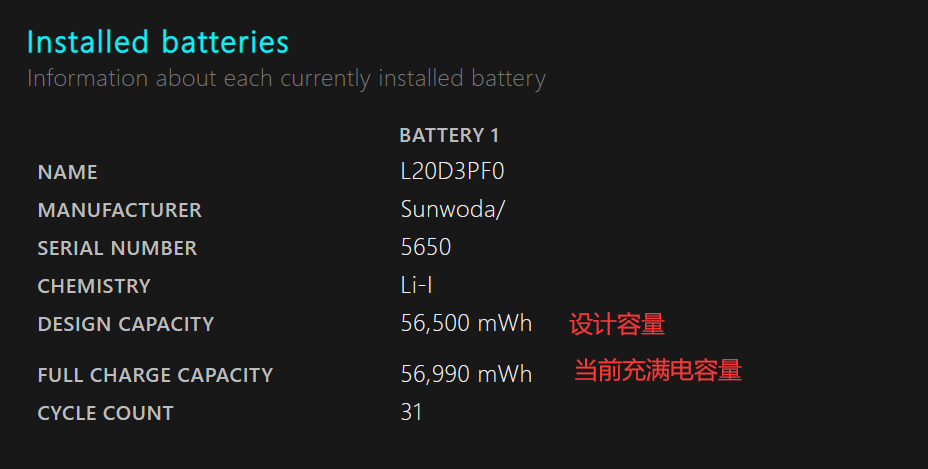 Installed batteries
Information about each currently installed battery
BATTERY 1
NAME L20D3PF0
MANUFACTURER Sunwoda/
SERIAL NUMBER 5650
CHEMISTRY Li-I
DESIGN CAPACITY 56,500 mWh 设计容量
FULL CHARGE CAPACITY 56,990 mWh 当前充满电容量
CYCLE COUNT 31